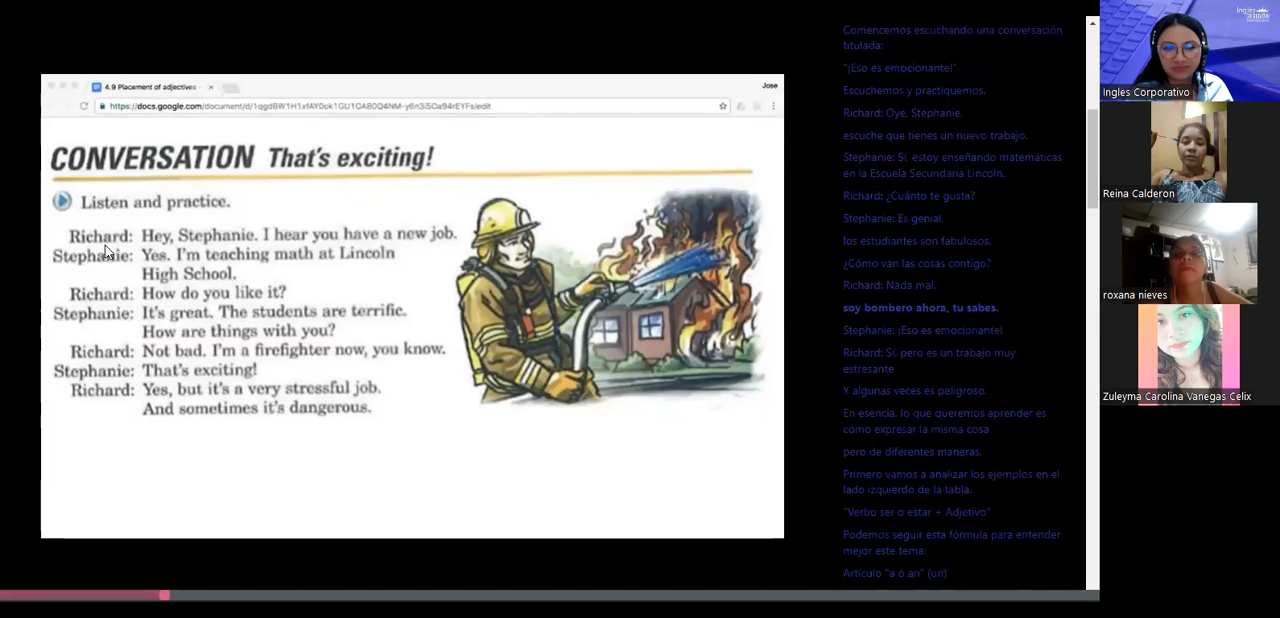 4.9 Placement of adjectives -
Jose
https://docs.google.com/document/d/1qgdBW1H1xfAY0ok1GU1OA80Q4NM-y6n3i5Oa94rEYFs/edit
CONVERSATION That's exciting!
Listen and practice.
Richard: Hey, Stephanie. I hear you have a new job.
Stephanie: Yes. I'm teaching math at Lincoln
High School.
Richard: How do you like it?
Stephanie: It's great. The students are terrific.
How are things with you?
Richard: Not bad. I'm a firefighter now, you know.
Stephanie: That's exciting!
Richard: Yes, but it's a very stressful job.
And sometimes it's dangerous.
Comencemos escuchando una conversación
titulada:
"¡Eso es emocionante!"
Escuchemos y practiquemos.
Richard: Oye, Stephanie.
escuche que tienes un nuevo trabajo.
Stephanie: Sí, estoy enseñando matemáticas
en la Escuela Secundaria Lincoln.
Richard: ¿Cuánto te gusta?
Stephanie: Es genial,
los estudiantes son fabulosos.
¿Cómo van las cosas contigo?
Richard: Nada mal,
soy bombero ahora, tu sabes.
Stephanie: ¡Eso es emocionante!
Richard: Sí, pero es un trabajo muy
estresante
Y algunas veces es peligroso.
En esencia, lo que queremos aprender es
cómo expresar la misma cosa
pero de diferentes maneras.
Primero vamos a analizar los ejemplos en el
lado izquierdo de la tabla.
"Verbo ser o estar + Adjetivo"
Podemos seguir esta fórmula para entender
mejor este tema:
Artículo "a ó an" (un)
Ingles Corporativo
Reina Calderon
roxana nieves
Zuleyma Carolina Vanegas Celix